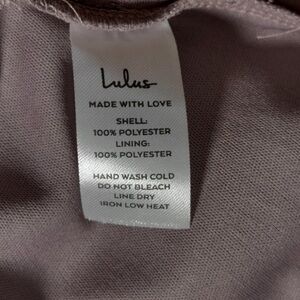 Lulus
MADE WITH LOVE
SHELL:
100% POLYESTER
LINING:
100% POLYESTER
HAND WASH COLD
DO NOT BLEACH
LINE DRY
IRON LOW HEAT